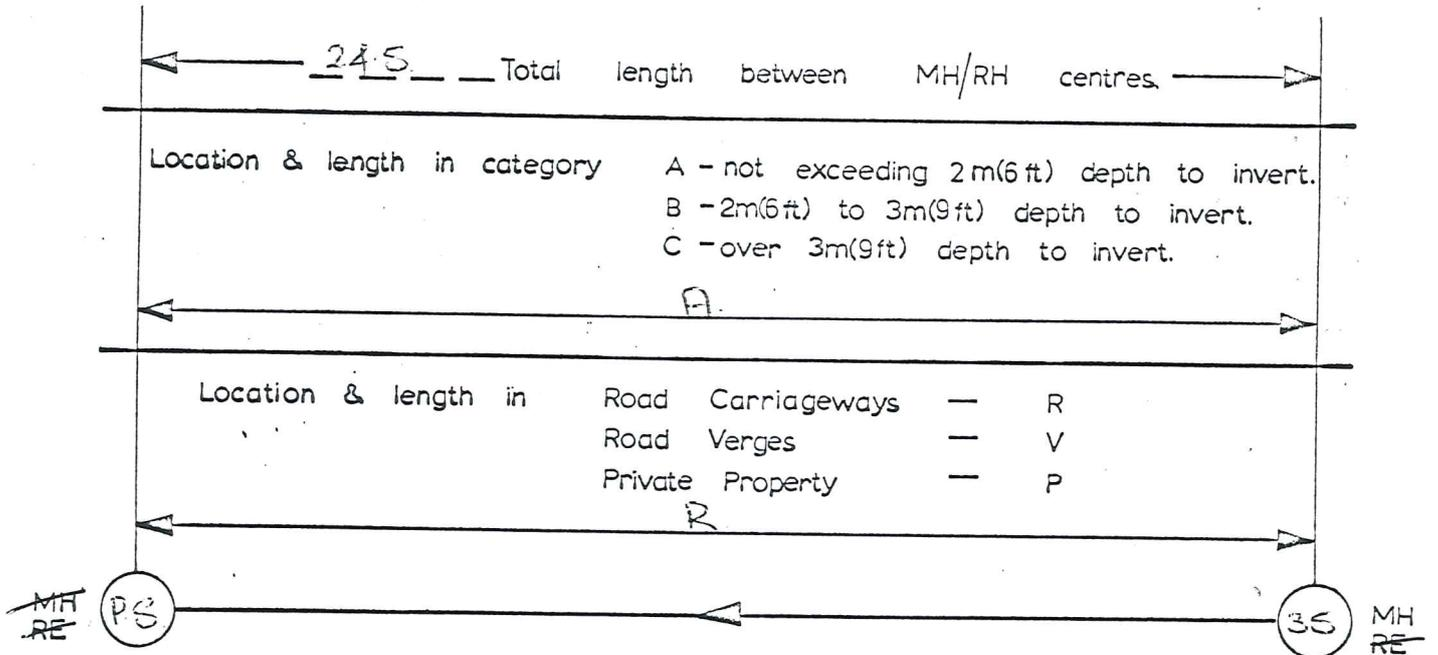 24.5 Total length between MH/RH centres.
Location & length in category A - not exceeding 2m(6ft) depth to invert.
B - 2m(6ft) to 3m(9ft) depth to invert.
C - over 3m(9ft) depth to invert.
A.
Location & length in Road Carriageways — R
Road Verges — V
Private Property — P
R
MH PS 3S MH
RE RE